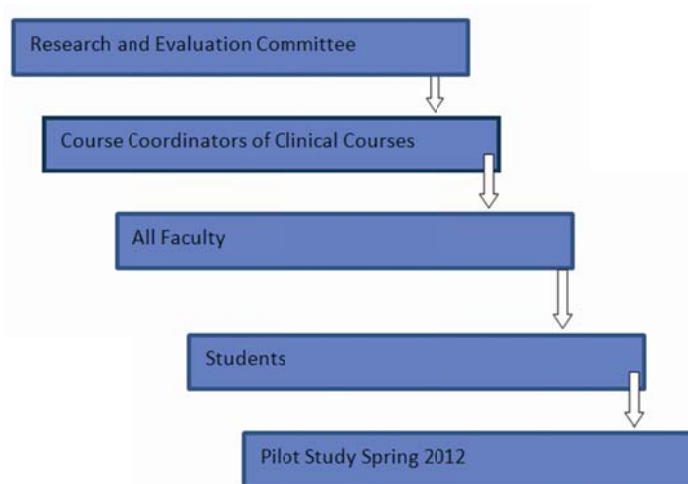 Research and Evaluation Committee
Course Coordinators of Clinical Courses
All Faculty
Students
Pilot Study Spring 2012